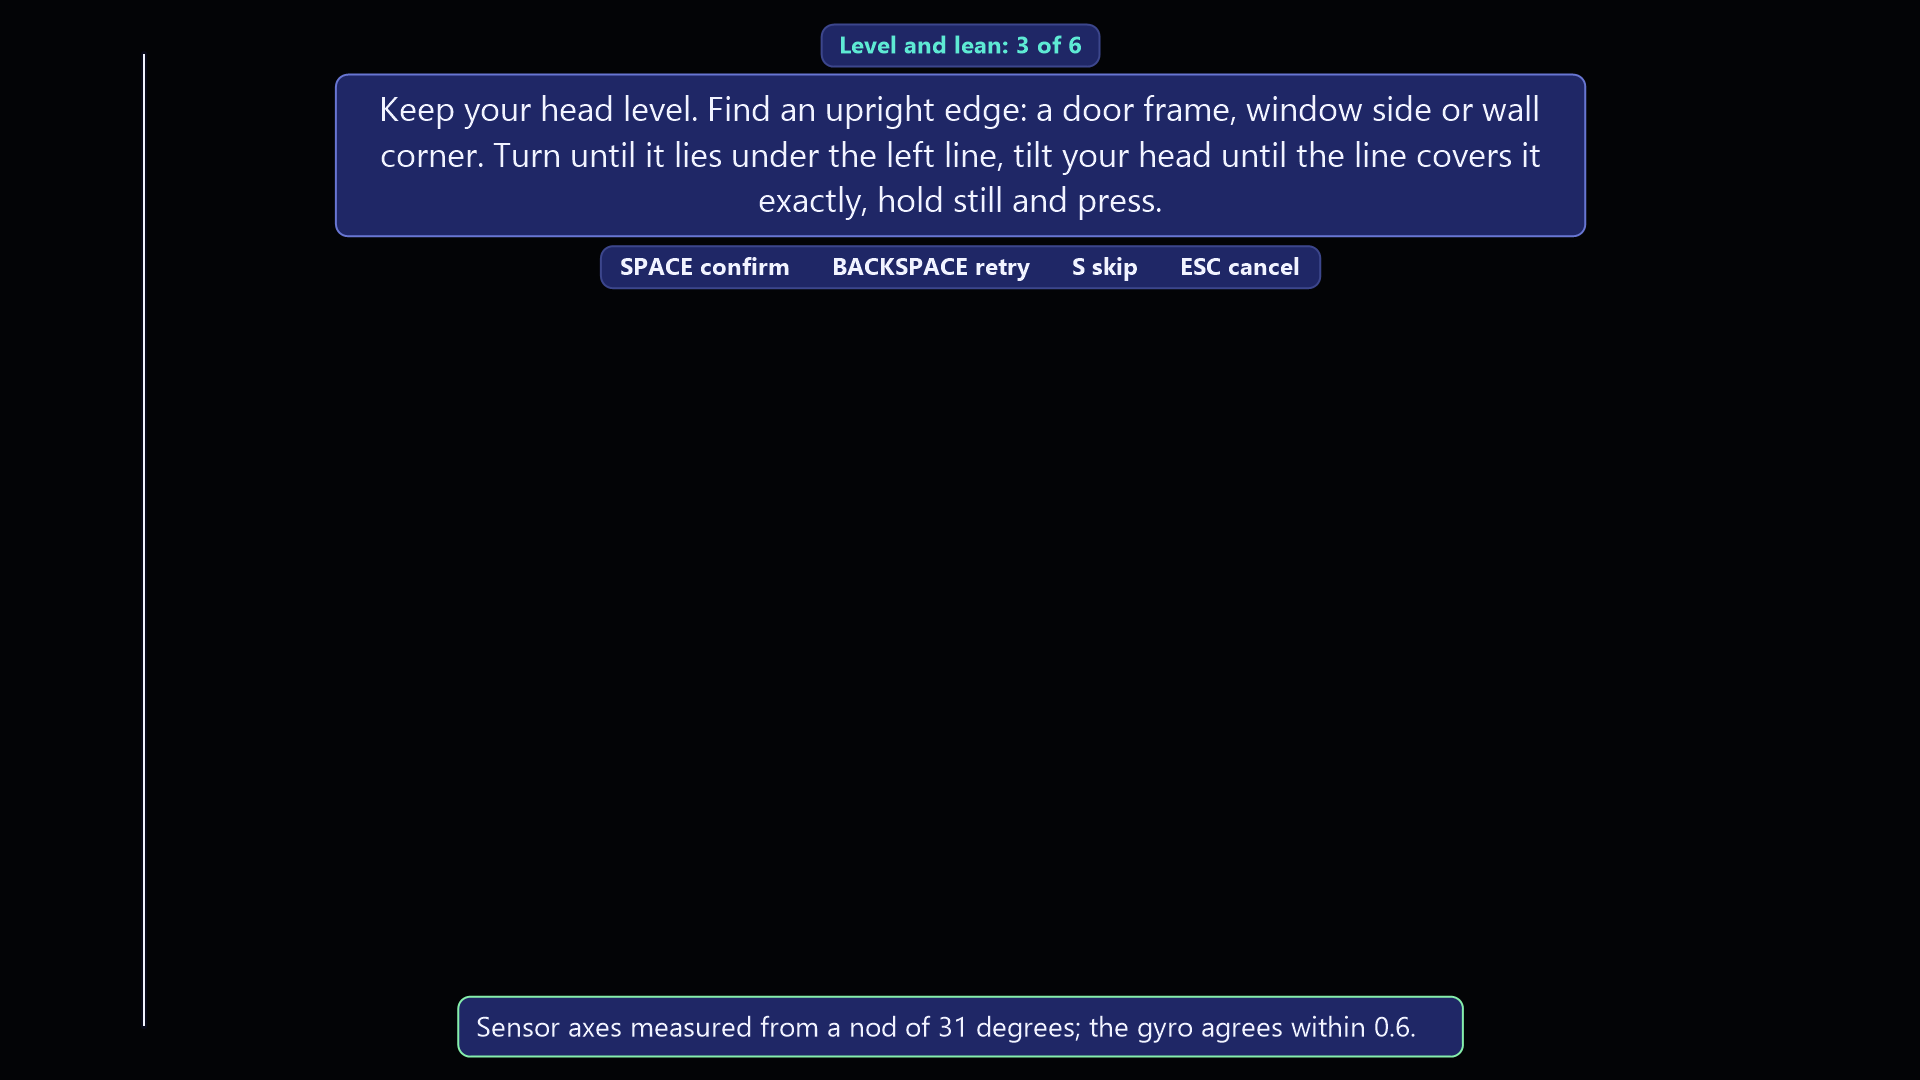 Level and lean: 3 of 6
Keep your head level. Find an upright edge: a door frame, window side or wall
corner. Turn until it lies under the left line, tilt your head until the line covers it
exactly, hold still and press.
SPACE confirm BACKSPACE retry S skip ESC cancel
Sensor axes measured from a nod of 31 degrees; the gyro agrees within 0.6.